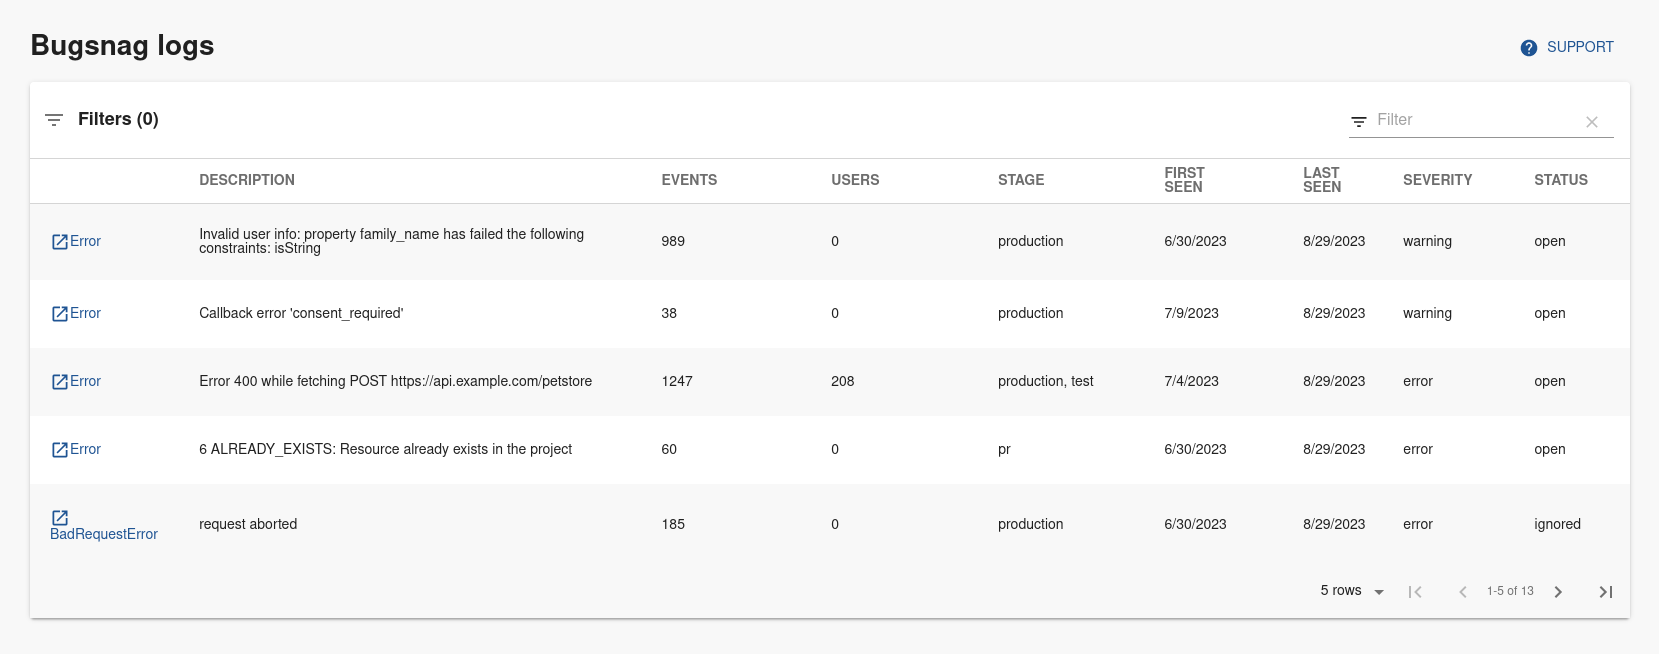 Bugsnag logs
SUPPORT
Filters (0)
Filter
DESCRIPTION EVENTS USERS STAGE FIRST SEEN LAST SEEN SEVERITY STATUS
Error Invalid user info: property family_name has failed the following constraints: isString 989 0 production 6/30/2023 8/29/2023 warning open
Error Callback error 'consent_required' 38 0 production 7/9/2023 8/29/2023 warning open
Error Error 400 while fetching POST https://api.example.com/petstore 1247 208 production, test 7/4/2023 8/29/2023 error open
Error 6 ALREADY_EXISTS: Resource already exists in the project 60 0 pr 6/30/2023 8/29/2023 error open
BadRequestError request aborted 185 0 production 6/30/2023 8/29/2023 error ignored
5 rows 1-5 of 13